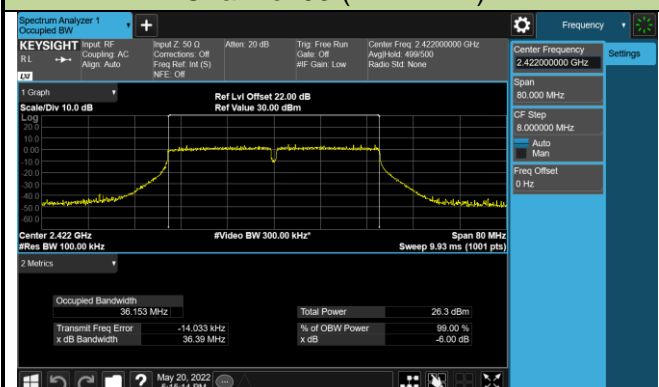 Spectrum Analyzer 1
Occupied BW
+
Frequency
KEYSIGHT
RL
Input: RF
Coupling: AC
Align: Auto
Input Z: 50 Ω
Corrections: Off
Freq Ref: Int (S)
NFE: Off
Atten: 20 dB
Trig: Free Run
Gate: Off
#IF Gain: Low
Center Freq: 2.422000000 GHz
Avg|Hold: 499/500
Radio Std: None
Center Frequency
2.422000000 GHz
Settings
Span
80.000 MHz
CF Step
8.000000 MHz
Auto
Man
Freq Offset
0 Hz
1 Graph
Scale/Div 10.0 dB
Ref Lvl Offset 22.00 dB
Ref Value 30.00 dBm
Log
20.0
10.0
0.00
-10.0
-20.0
-30.0
-40.0
-50.0
-60.0
Center 2.422 GHz
#Video BW 300.00 kHz*
Span 80 MHz
#Res BW 100.00 kHz
Sweep 9.93 ms (1001 pts)
2 Metrics
Occupied Bandwidth
36.153 MHz
Total Power 26.3 dBm
Transmit Freq Error -14.033 kHz
% of OBW Power 99.00 %
x dB Bandwidth 36.39 MHz
x dB -6.00 dB
?
May 20, 2022